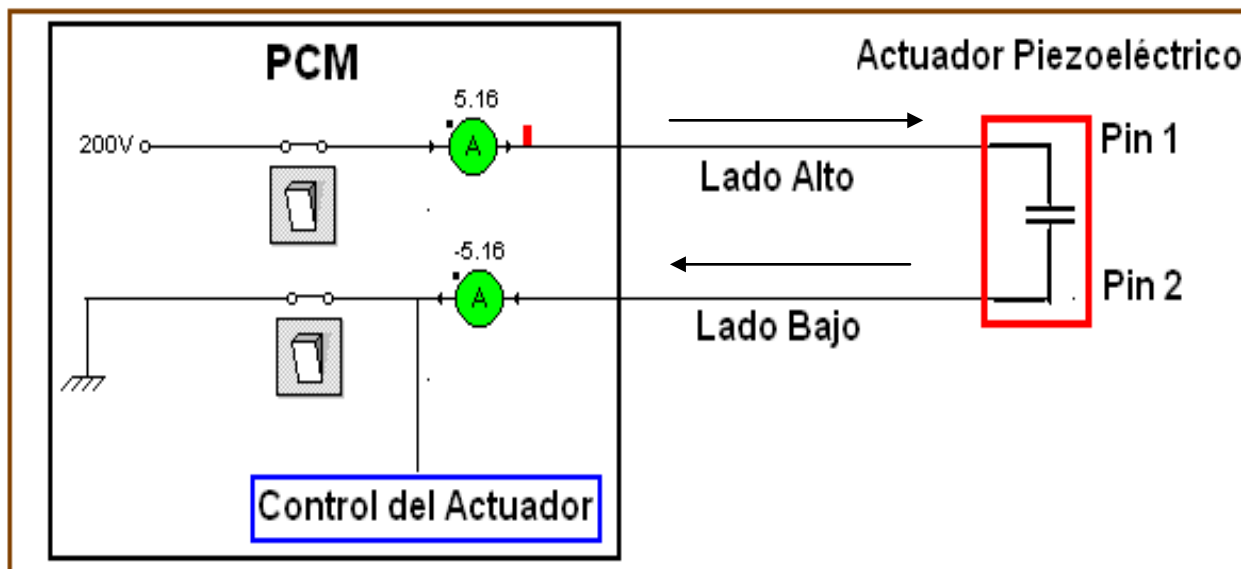 PCM
Actuador Piezoeléctrico
5.16
200V
A
Pin 1
Lado Alto
-5.16
A
Pin 2
Lado Bajo
Control del Actuador